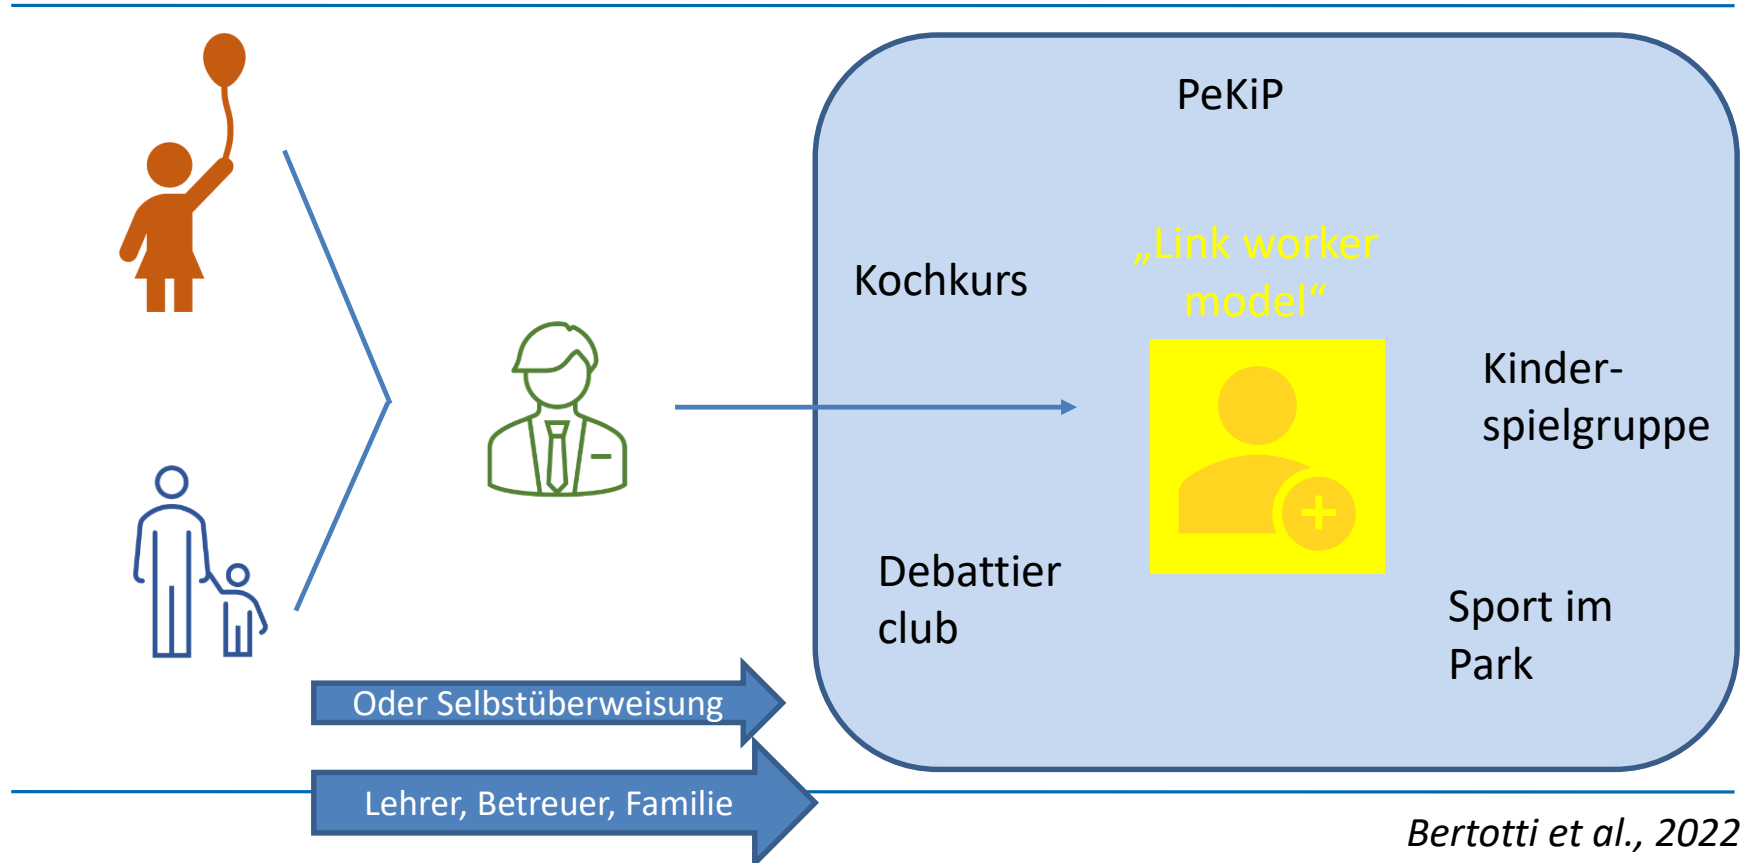 PeKiP
„Link worker
model“
Kochkurs
Kinder-
spielgruppe
Debattier
club
Sport im
Park
Oder Selbstüberweisung
Lehrer, Betreuer, Familie
Bertotti et al., 2022